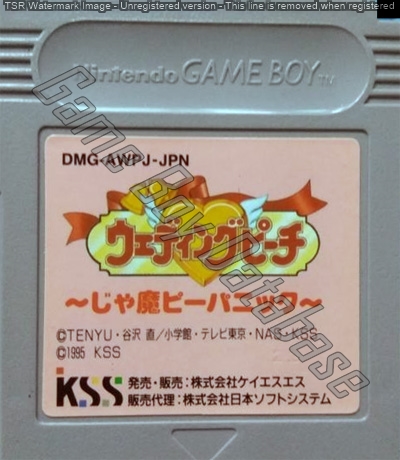 TSR Watermark Image - Unregistered version - This line is removed when registered
Nintendo GAME BOY TM
DMG-AWPJ-JPN
ウエディングピーチ
～じゃ魔ピーパニック～
©TENYU・谷沢 直／小学館・テレビ東京・NAS・KSS
©1995 KSS
KSS 発売・販売：株式会社ケイエスエス
販売代理：株式会社日本ソフトシステム
Game Boy Database